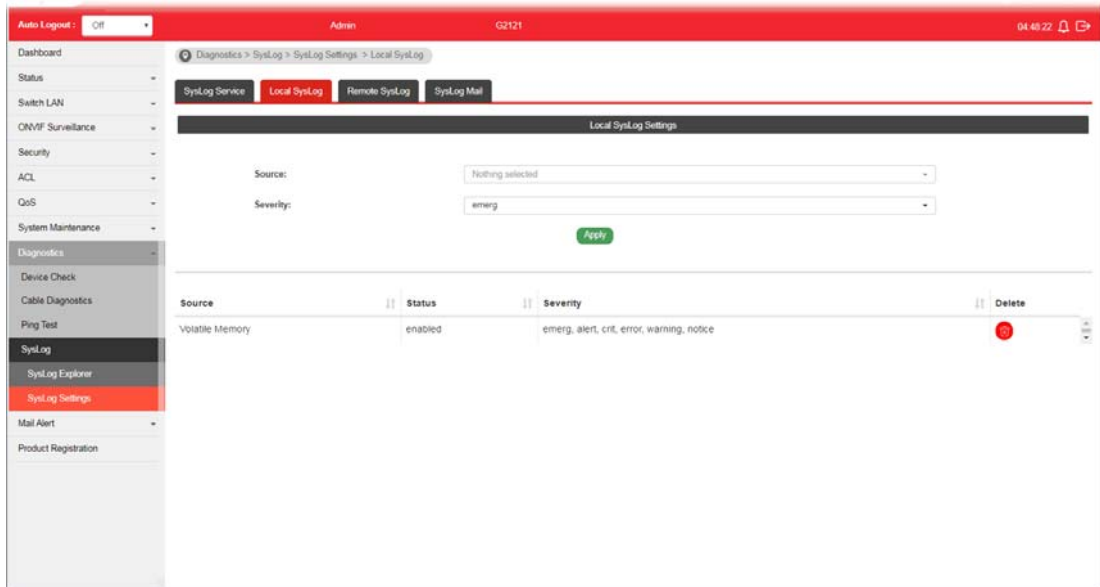 Auto Logout : Off Admin G2121 04:48:22
Dashboard
Status
Switch LAN
ONVIF Surveillance
Security
ACL
QoS
System Maintenance
Diagnostics
Device Check
Cable Diagnostics
Ping Test
SysLog
SysLog Explorer
SysLog Settings
Mail Alert
Product Registration
Diagnostics > SysLog > SysLog Settings > Local SysLog
SysLog Service Local SysLog Remote SysLog SysLog Mail
Local SysLog Settings
Source: Nothing selected
Severity: emerg
Apply
Source Status Severity Delete
Volatile Memory enabled emerg, alert, crit, error, warning, notice